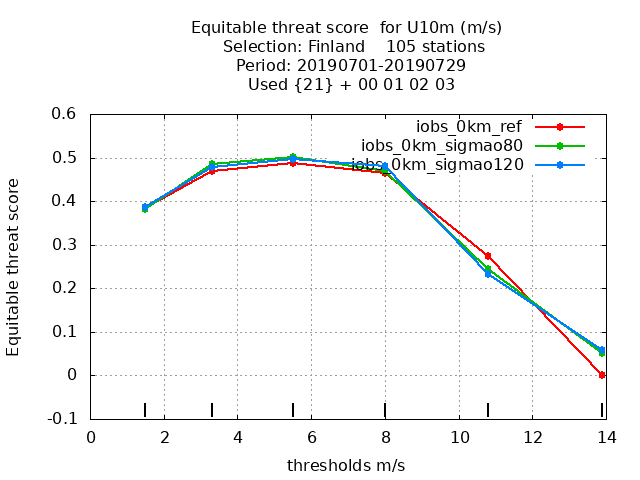 Equitable threat score  for U10m (m/s)
Selection: Finland    105 stations
Period: 20190701-20190729
Used {21} + 00 01 02 03
iobs_0km_ref
iobs_0km_sigmao80
iobs_0km_sigmao120
Equitable threat score
0.6
0.5
0.4
0.3
0.2
0.1
0
-0.1
0 2 4 6 8 10 12 14
thresholds m/s